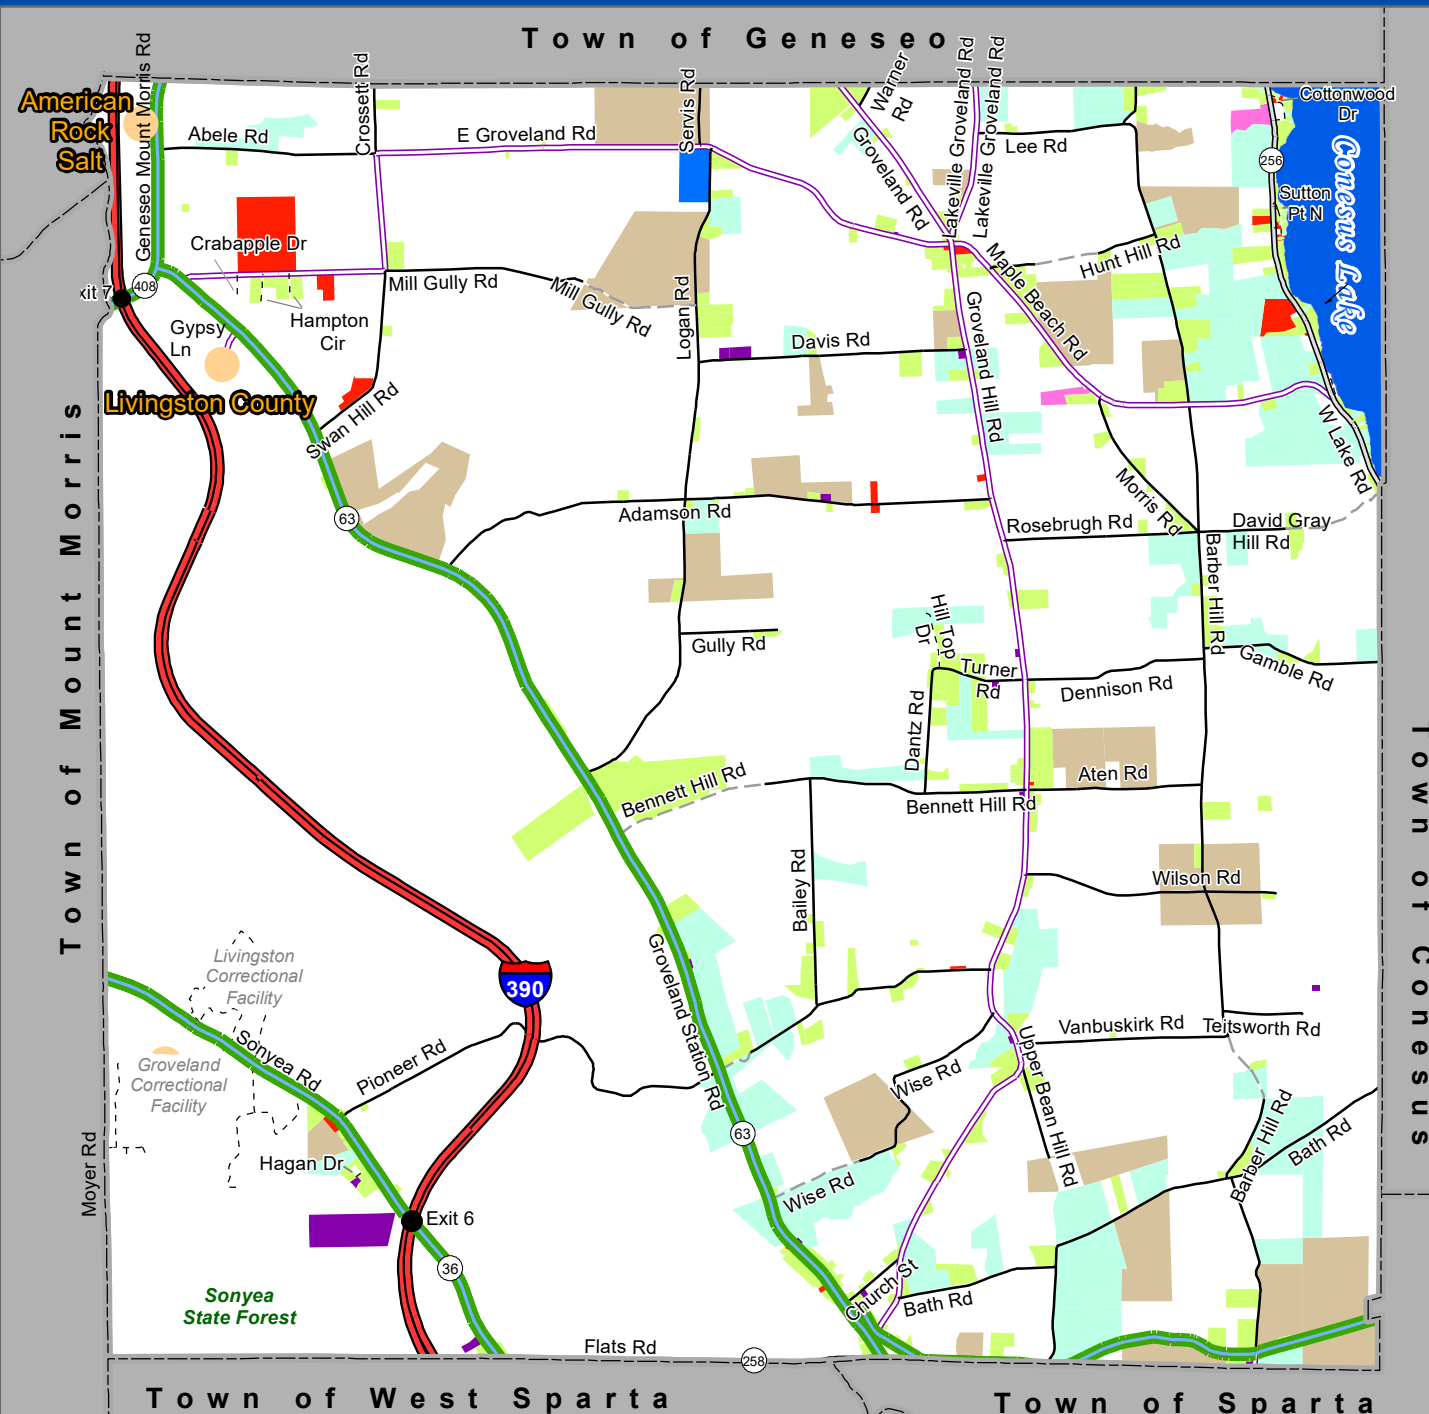 Town of Geneseo
American
Rock
Salt
Geneseo Mount Morris Rd
Abele Rd
Crossett Rd
E Groveland Rd
Servis Rd
Warner
Rd
Groveland Rd
Lakeville Groveland Rd
Lakeville Groveland Rd
Lee Rd
Cottonwood
Dr
256
Conesus Lake
Sutton
Pt N
Crabapple Dr
Hunt Hill Rd
Maple Beach Rd
xit 7
408
Mill Gully Rd
Mill Gully Rd
Logan Rd
Hampton
Cir
Gypsy
Ln
Davis Rd
Groveland Hill Rd
Livingston County
Swan Hill Rd
W Lake Rd
Town of Mount Morris
63
Adamson Rd
Morris Rd
Rosebrugh Rd
David Gray
Hill Rd
Barber Hill Rd
Hill Top
Dr
Gully Rd
Turner
Rd
Gamble Rd
Dennison Rd
Dantz Rd
Bennett Hill Rd
Aten Rd
Bennett Hill Rd
Town of Conesus
Bailey Rd
Wilson Rd
Livingston
Correctional
Facility
390
Groveland Station Rd
Sonyea Rd
Pioneer Rd
Vanbuskirk Rd
Teitsworth Rd
Upper Bean Hill Rd
Groveland
Correctional
Facility
Wise Rd
63
Barber Hill Rd
Bath Rd
Moyer Rd
Hagan Dr
Wise Rd
Exit 6
36
Church St
Bath Rd
Sonyea
State Forest
Flats Rd
258
Town of West Sparta
Town of Sparta